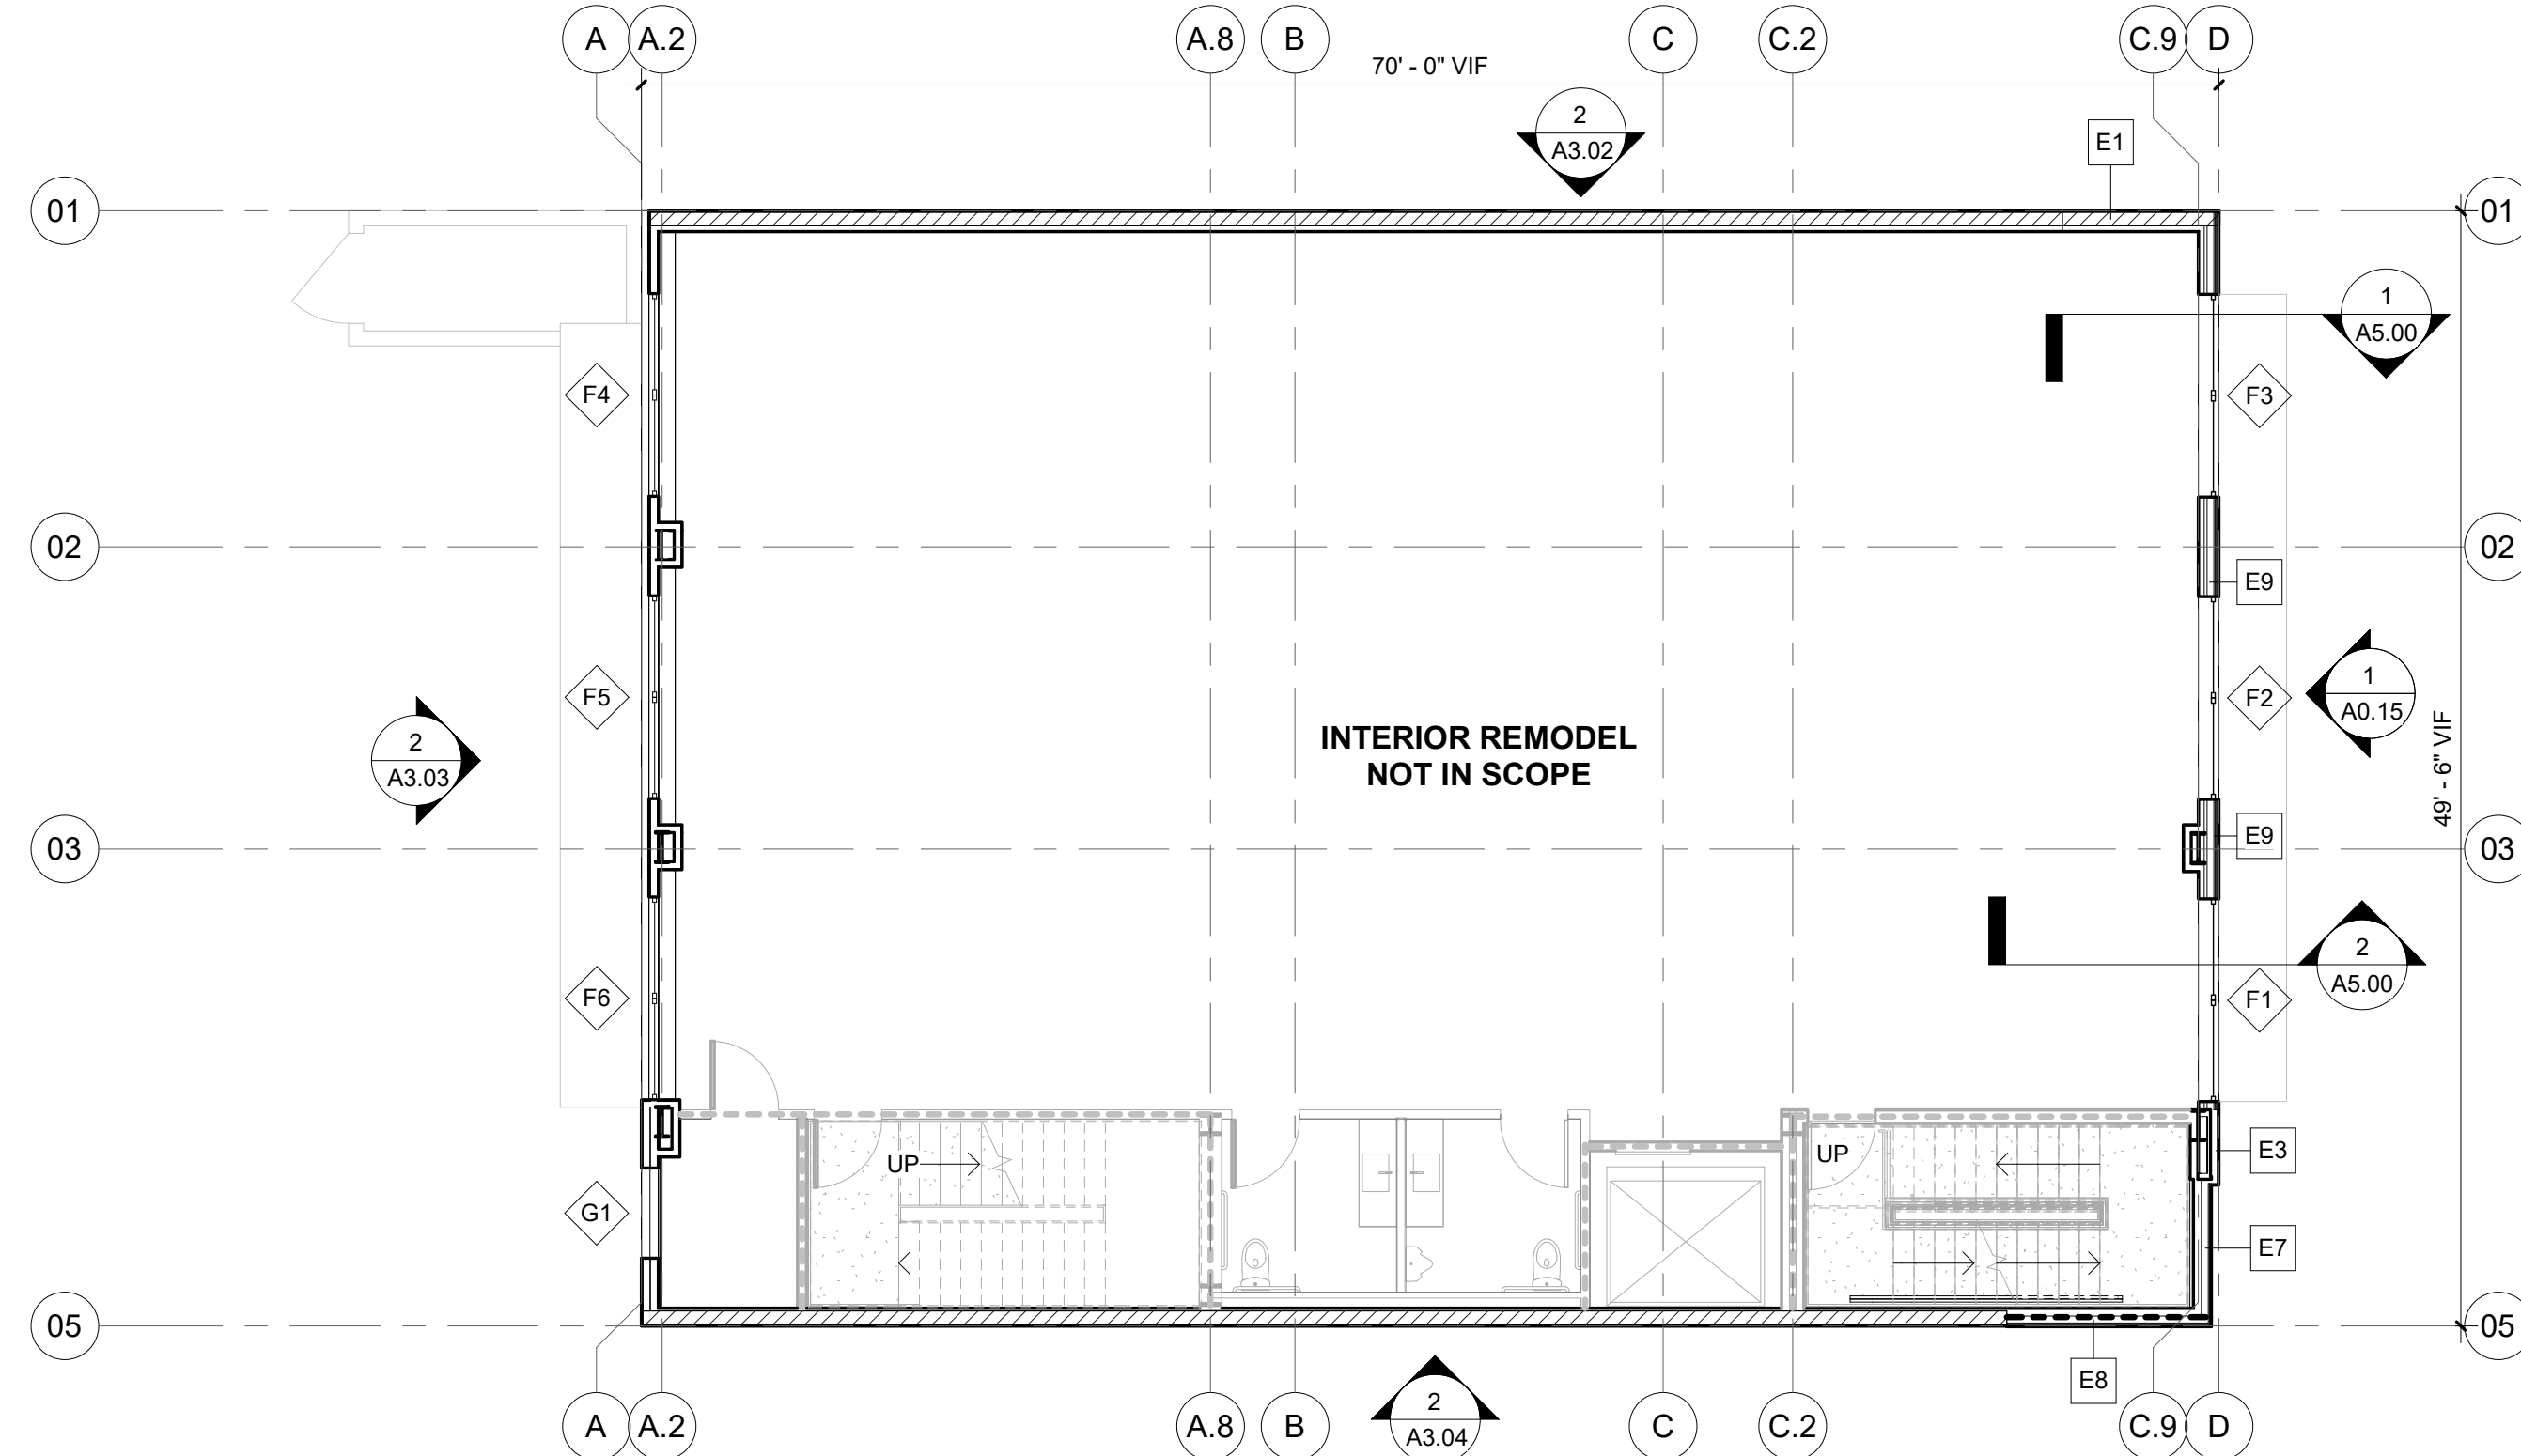 A
A.2
A.8
B
C
C.2
C.9
D
70' - 0" VIF
2
A3.02
E1
01
01
1
A5.00
F4
F3
02
02
E9
F5
F2
1
A0.15
2
A3.03
INTERIOR REMODEL
NOT IN SCOPE
49' - 6" VIF
03
03
E9
2
A5.00
F6
F1
UP
UP
E3
G1
E7
05
05
E8
2
A3.04
A
A.2
A.8
B
C
C.2
C.9
D